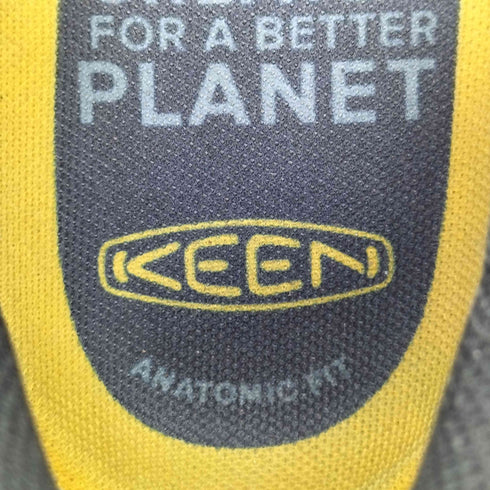 FOR A BETTER
PLANET
KEEN
ANATOMIC FIT